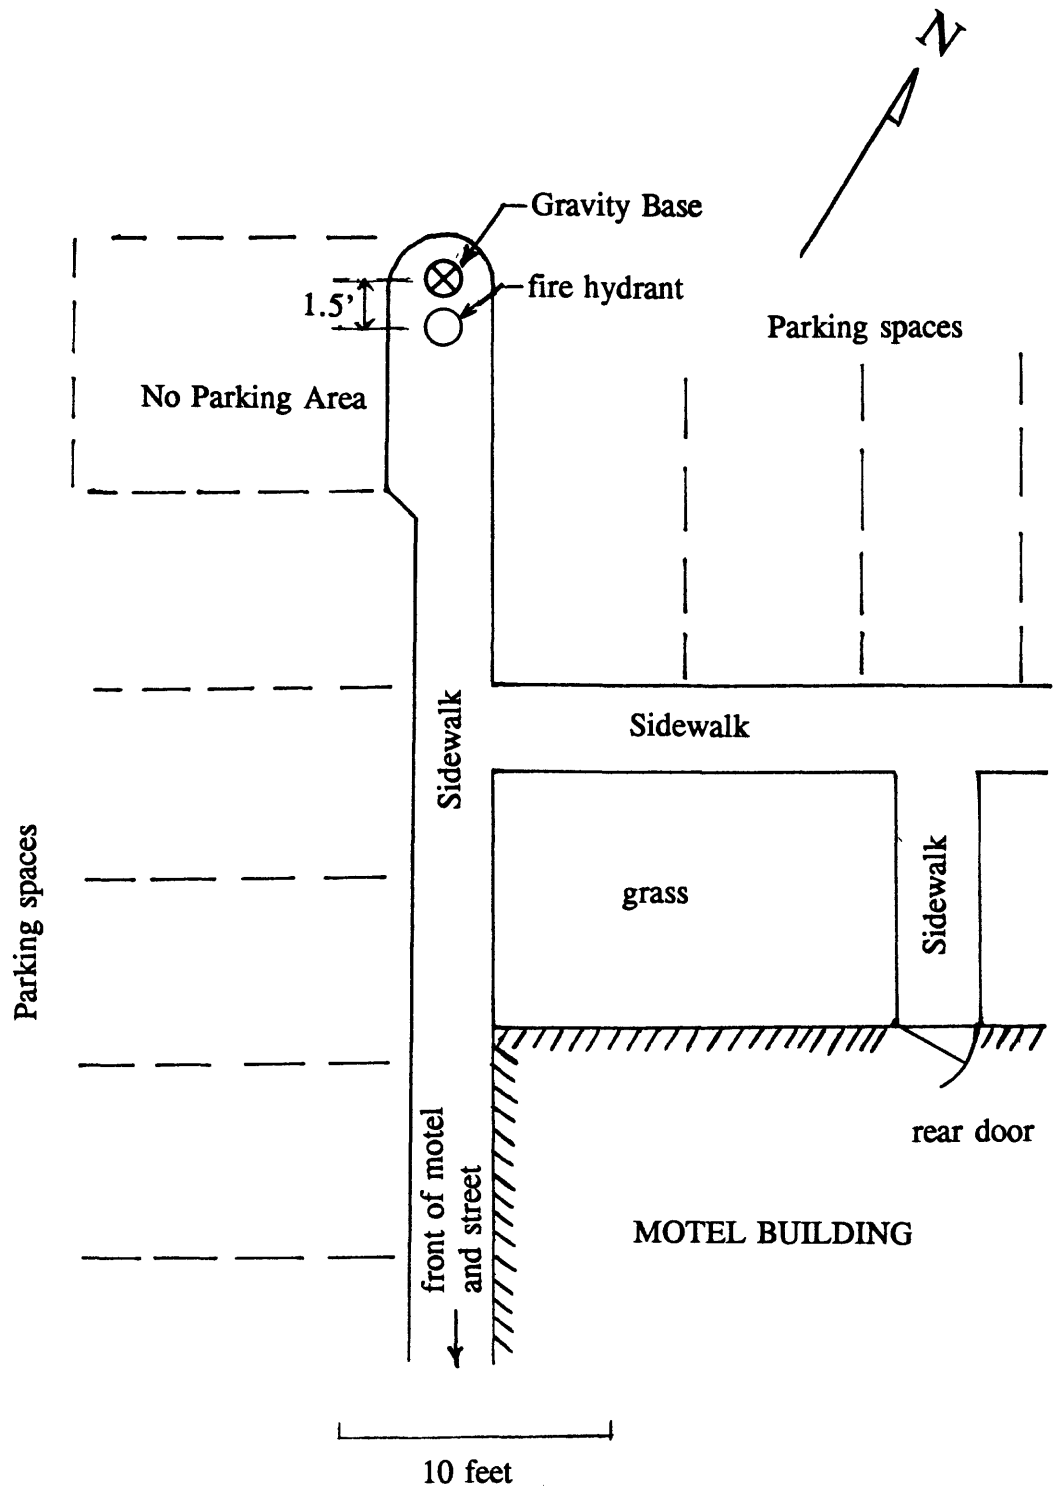 N
Gravity Base
fire hydrant
1.5'
Parking spaces
No Parking Area
Sidewalk
Sidewalk
Parking spaces
grass
Sidewalk
rear door
front of motel
and street
MOTEL BUILDING
10 feet